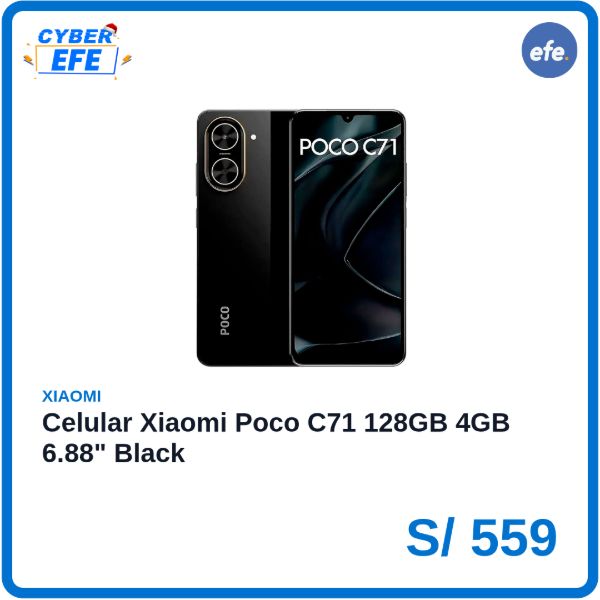 CYBER
EFE
efe.
POCO C71
POCO
XIAOMI
Celular Xiaomi Poco C71 128GB 4GB
6.88" Black
S/ 559